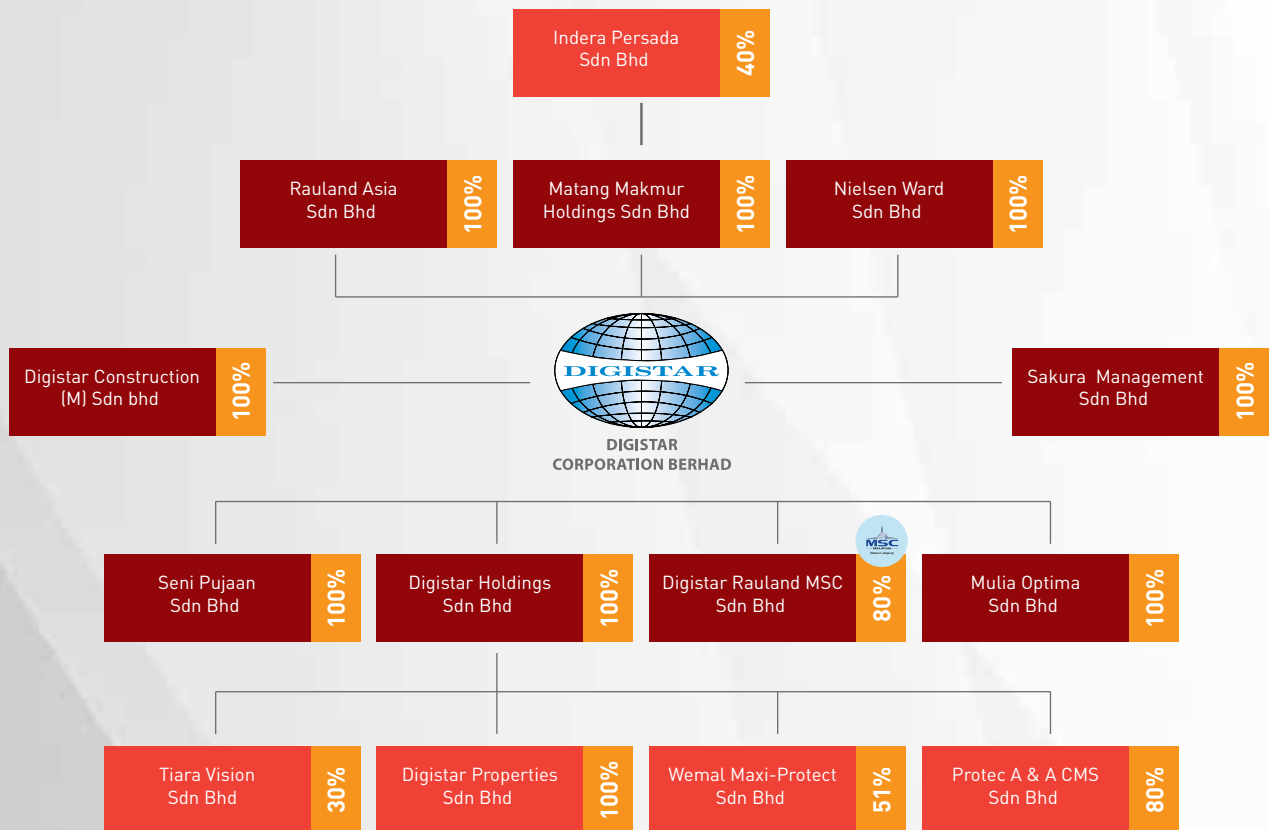 Indera Persada
Sdn Bhd
40%
Rauland Asia
Sdn Bhd
100%
Matang Makmur
Holdings Sdn Bhd
100%
Nielsen Ward
Sdn Bhd
100%
Digistar Construction
(M) Sdn bhd
100%
DIGISTAR
DIGISTAR
CORPORATION BERHAD
Sakura Management
Sdn Bhd
100%
Seni Pujaan
Sdn Bhd
100%
Digistar Holdings
Sdn Bhd
100%
Digistar Rauland MSC
Sdn Bhd
80%
MSC
MALAYSIA
Mulia Optima
Sdn Bhd
100%
Tiara Vision
Sdn Bhd
30%
Digistar Properties
Sdn Bhd
100%
Wemal Maxi-Protect
Sdn Bhd
51%
Protec A & A CMS
Sdn Bhd
80%